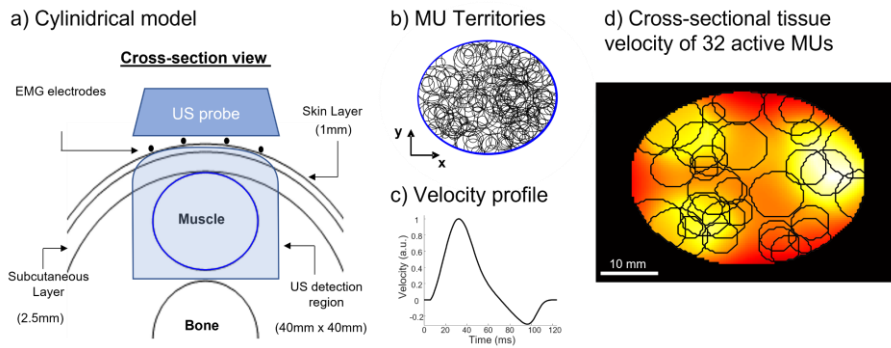 a) Cylinidrical model
Cross-section view
EMG electrodes
US probe
Skin Layer
(1mm)
Muscle
Subcutaneous
Layer
(2.5mm)
US detection
region
(40mm x 40mm)
Bone
b) MU Territories
y
x
c) Velocity profile
Velocity (a.u.)
1
0.8
0.6
0.4
0.2
0
-0.2
0 20 40 60 80 100 120
Time (ms)
d) Cross-sectional tissue
velocity of 32 active MUs
10 mm